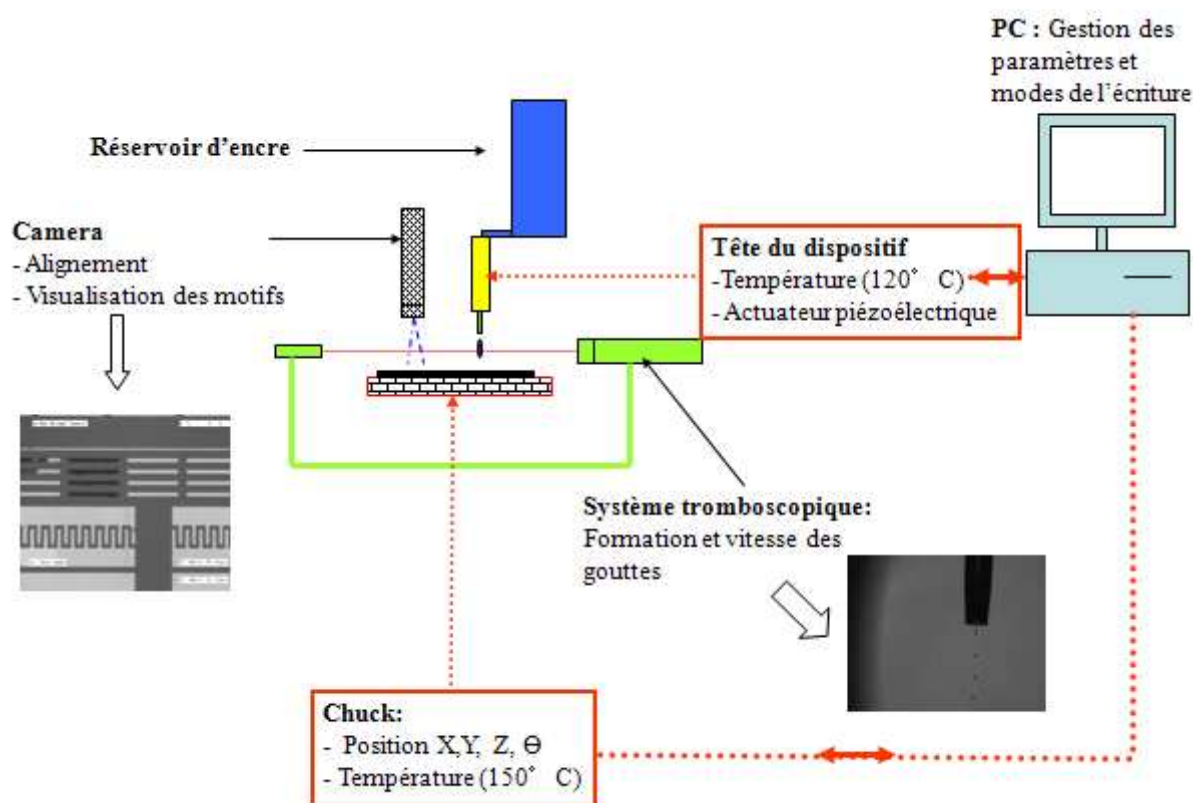 PC : Gestion des
paramètres et
modes de l'écriture
Réservoir d'encre
Camera
- Alignement
- Visualisation des motifs
Tête du dispositif
-Température (120° C)
- Actuateur piézoélectrique
Système tromboscopique:
Formation et vitesse des
gouttes
Chuck:
- Position X,Y, Z, Θ
- Température (150° C)